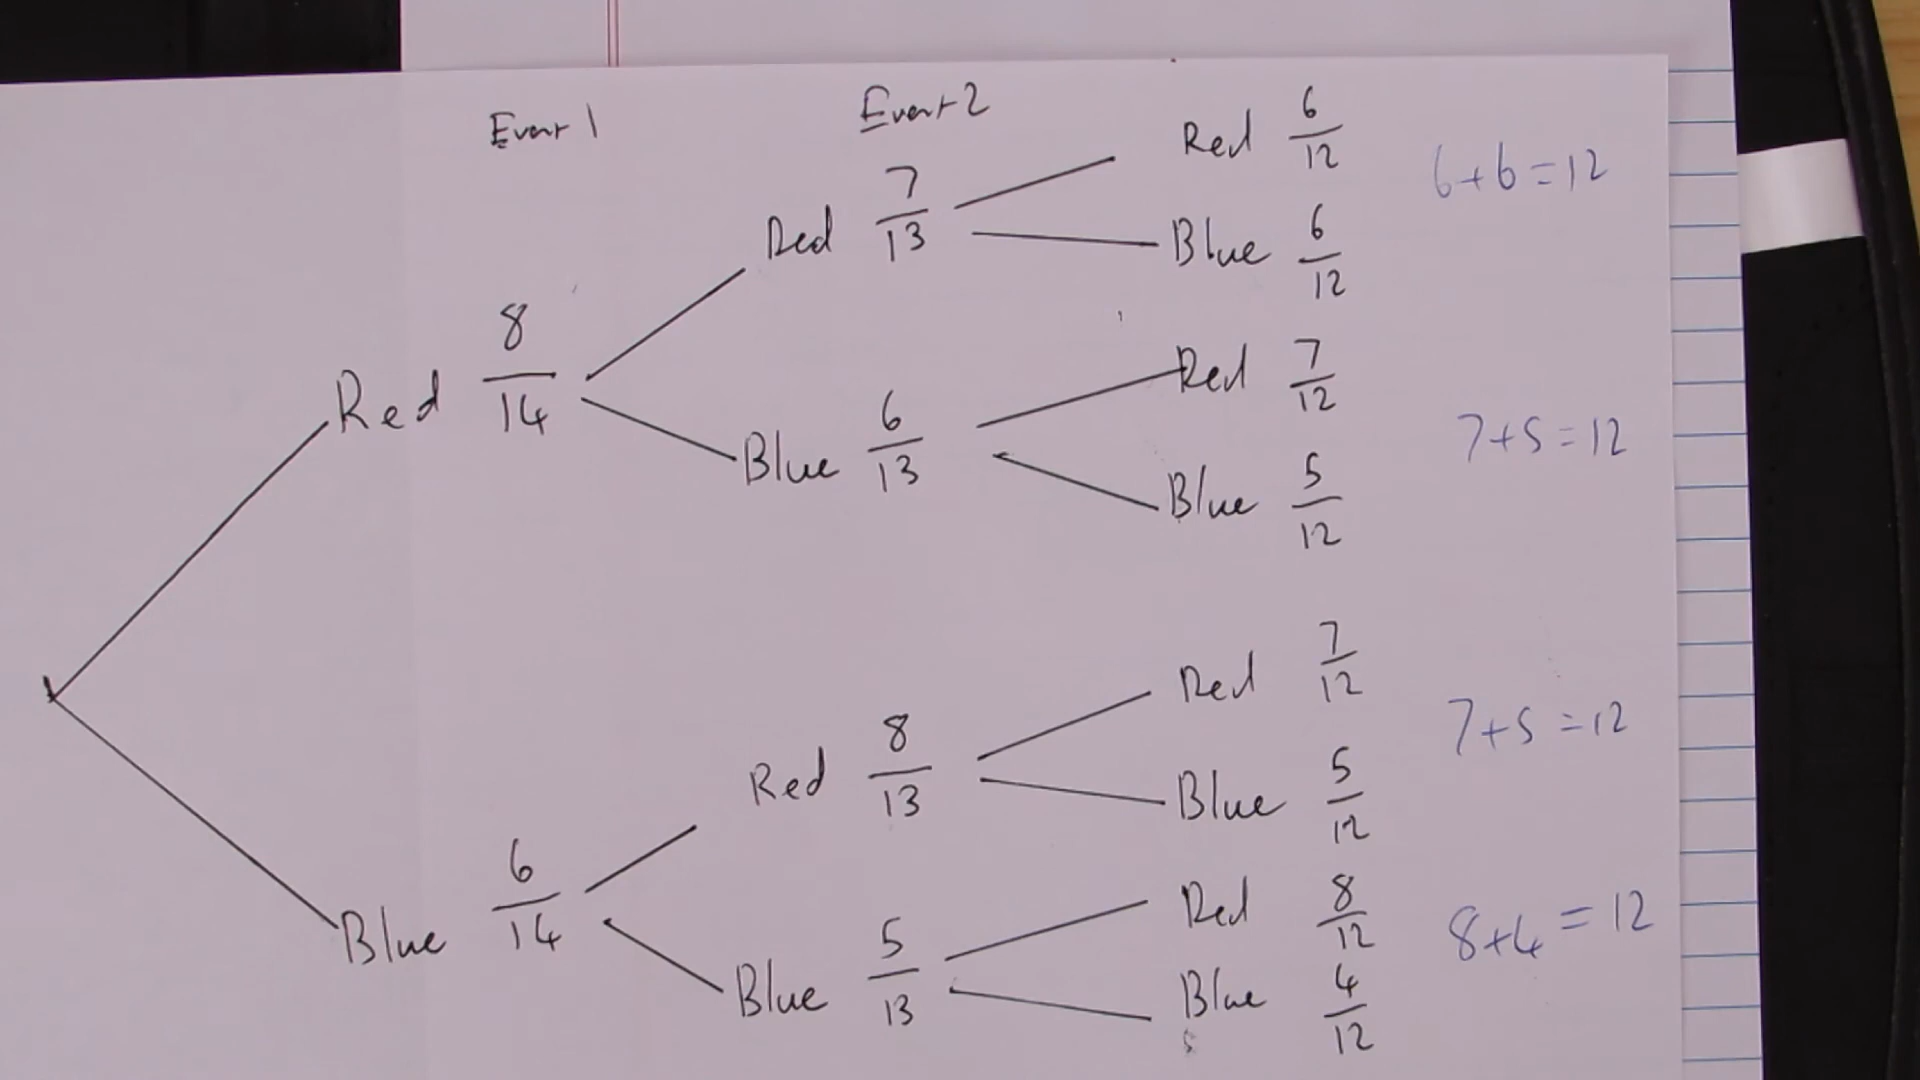 Event 1
Event 2
Red 8/14
Blue 6/14
Red 7/13
Blue 6/13
Red 8/13
Blue 5/13
Red 6/12
Blue 6/12
6+6=12
Red 7/12
Blue 5/12
7+5=12
Red 7/12
Blue 5/12
7+5=12
Red 8/12
Blue 4/12
8+4=12